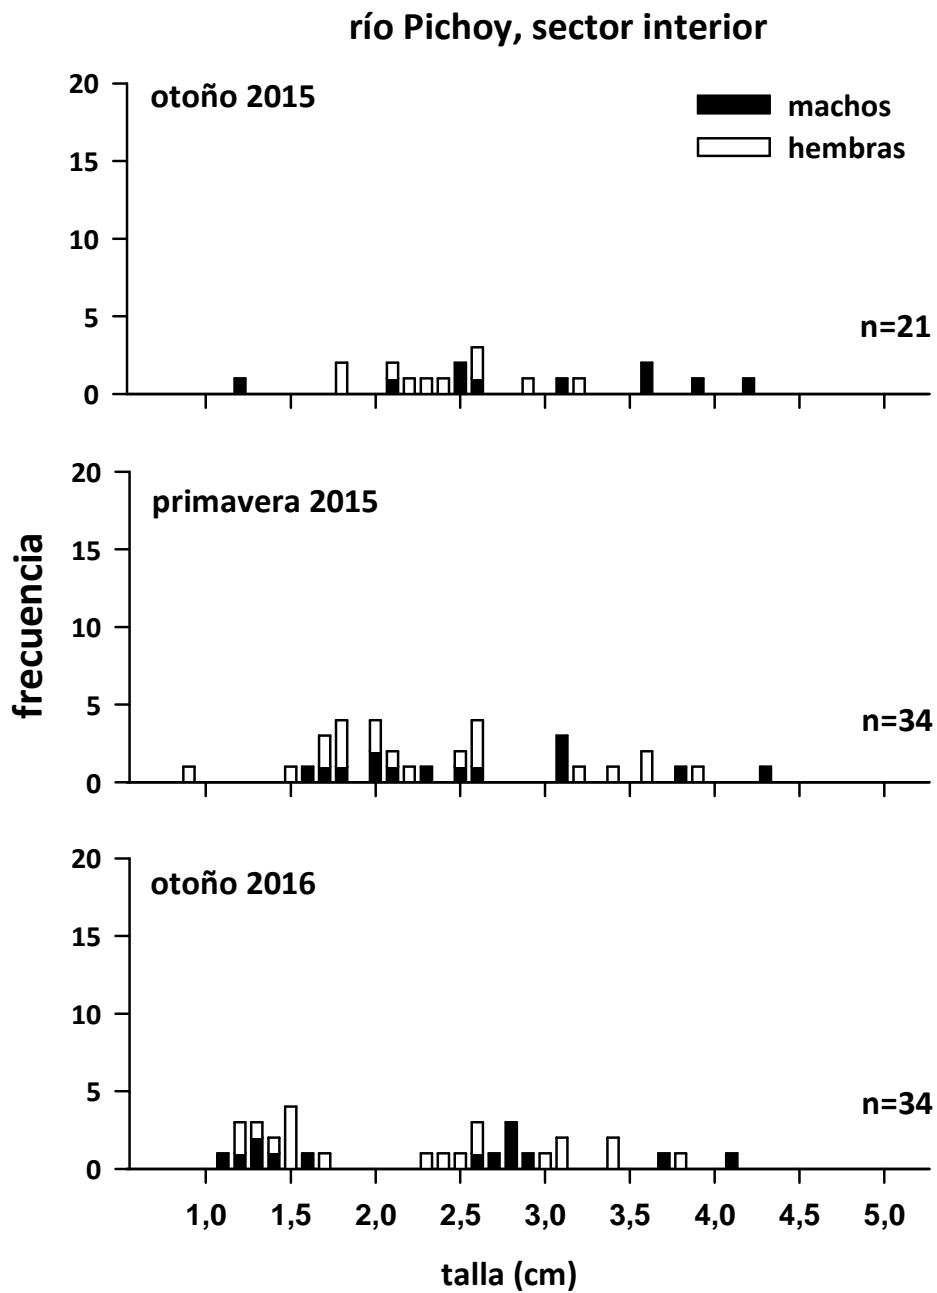 río Pichoy, sector interior
otoño 2015
machos
hembras
20
15
10
5
0
n=21
primavera 2015
20
15
10
5
0
n=34
otoño 2016
20
15
10
5
0
n=34
frecuencia
1,0 1,5 2,0 2,5 3,0 3,5 4,0 4,5 5,0
talla (cm)